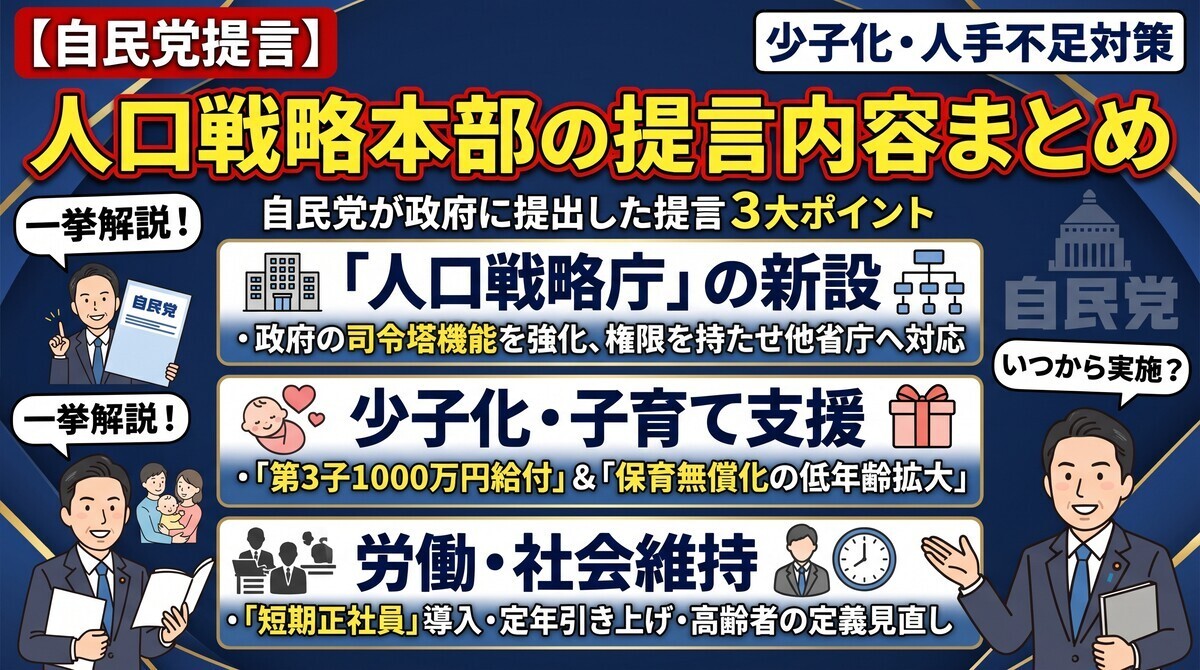 【自民党提言】
少子化・人手不足対策
人口戦略本部の提言内容まとめ
自民党が政府に提出した提言 3大ポイント
一挙解説！
自民党
「人口戦略庁」の新設
・政府の司令塔機能を強化、権限を持たせ他省庁へ対応
自民党
いつから実施？
一挙解説！
少子化・子育て支援
・「第3子1000万円給付」＆「保育無償化の低年齢拡大」
労働・社会維持
・「短期正社員」導入・定年引き上げ・高齢者の定義見直し